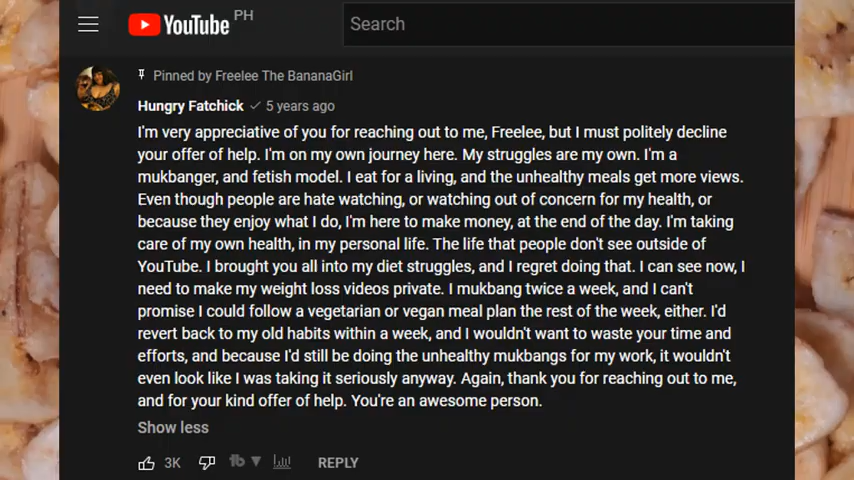 YouTube PH
Search
Pinned by Freelee The BananaGirl
Hungry Fatchick 5 years ago
I'm very appreciative of you for reaching out to me, Freelee, but I must politely decline
your offer of help. I'm on my own journey here. My struggles are my own. I'm a
mukbanger, and fetish model. I eat for a living, and the unhealthy meals get more views.
Even though people are hate watching, or watching out of concern for my health, or
because they enjoy what I do, I'm here to make money, at the end of the day. I'm taking
care of my own health, in my personal life. The life that people don't see outside of
YouTube. I brought you all into my diet struggles, and I regret doing that. I can see now, I
need to make my weight loss videos private. I mukbang twice a week, and I can't
promise I could follow a vegetarian or vegan meal plan the rest of the week, either. I'd
revert back to my old habits within a week, and I wouldn't want to waste your time and
efforts, and because I'd still be doing the unhealthy mukbangs for my work, it wouldn't
even look like I was taking it seriously anyway. Again, thank you for reaching out to me,
and for your kind offer of help. You're an awesome person.
Show less
3K tb REPLY